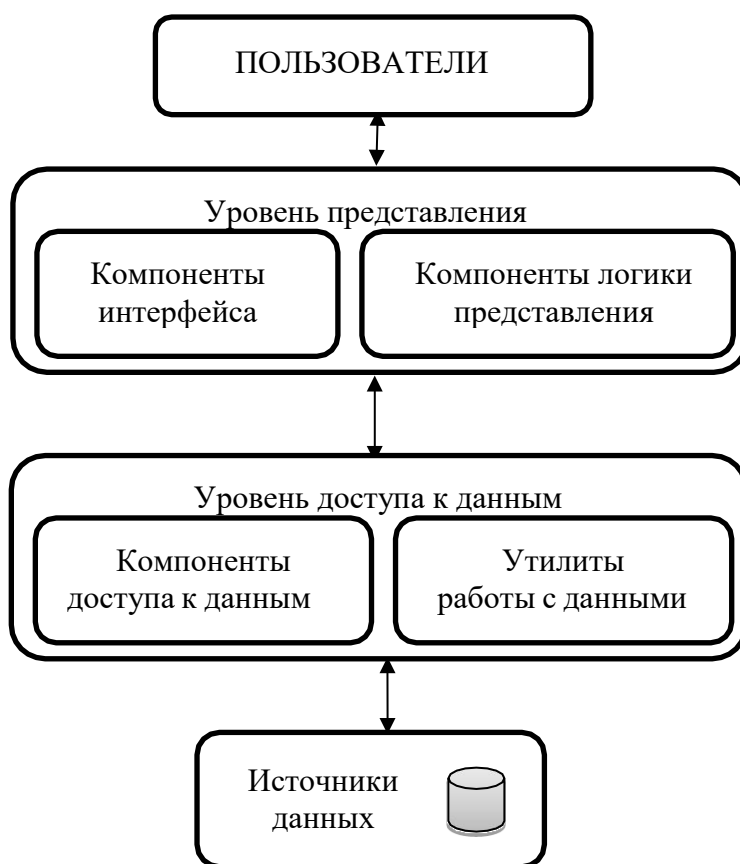 ПОЛЬЗОВАТЕЛИ
Уровень представления
Компоненты
интерфейса
Компоненты логики
представления
Уровень доступа к данным
Компоненты
доступа к данным
Утилиты
работы с данными
Источники
данных